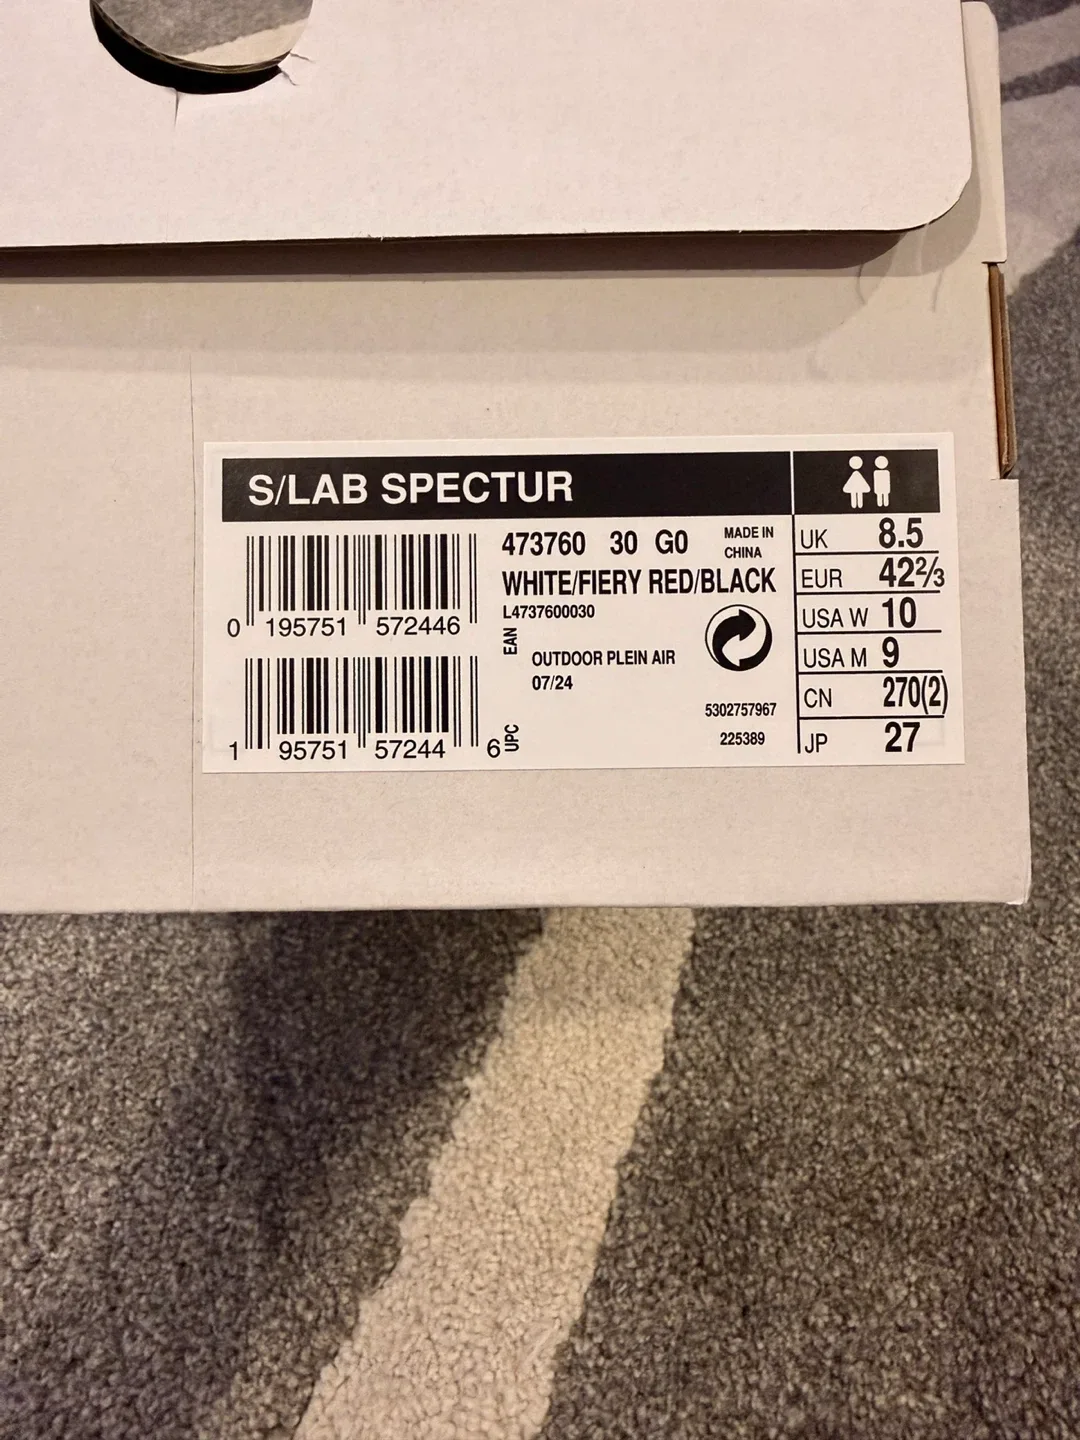 S/LAB SPECTUR
473760 30 G0
MADE IN
CHINA
WHITE/FIERY RED/BLACK
L4737600030
0 195751 572446
EAN
OUTDOOR PLEIN AIR
07/24
5302757967
225389
1 95751 57244 6
UPC
UK 8.5
EUR 42⅔
USA W 10
USA M 9
CN 270(2)
JP 27